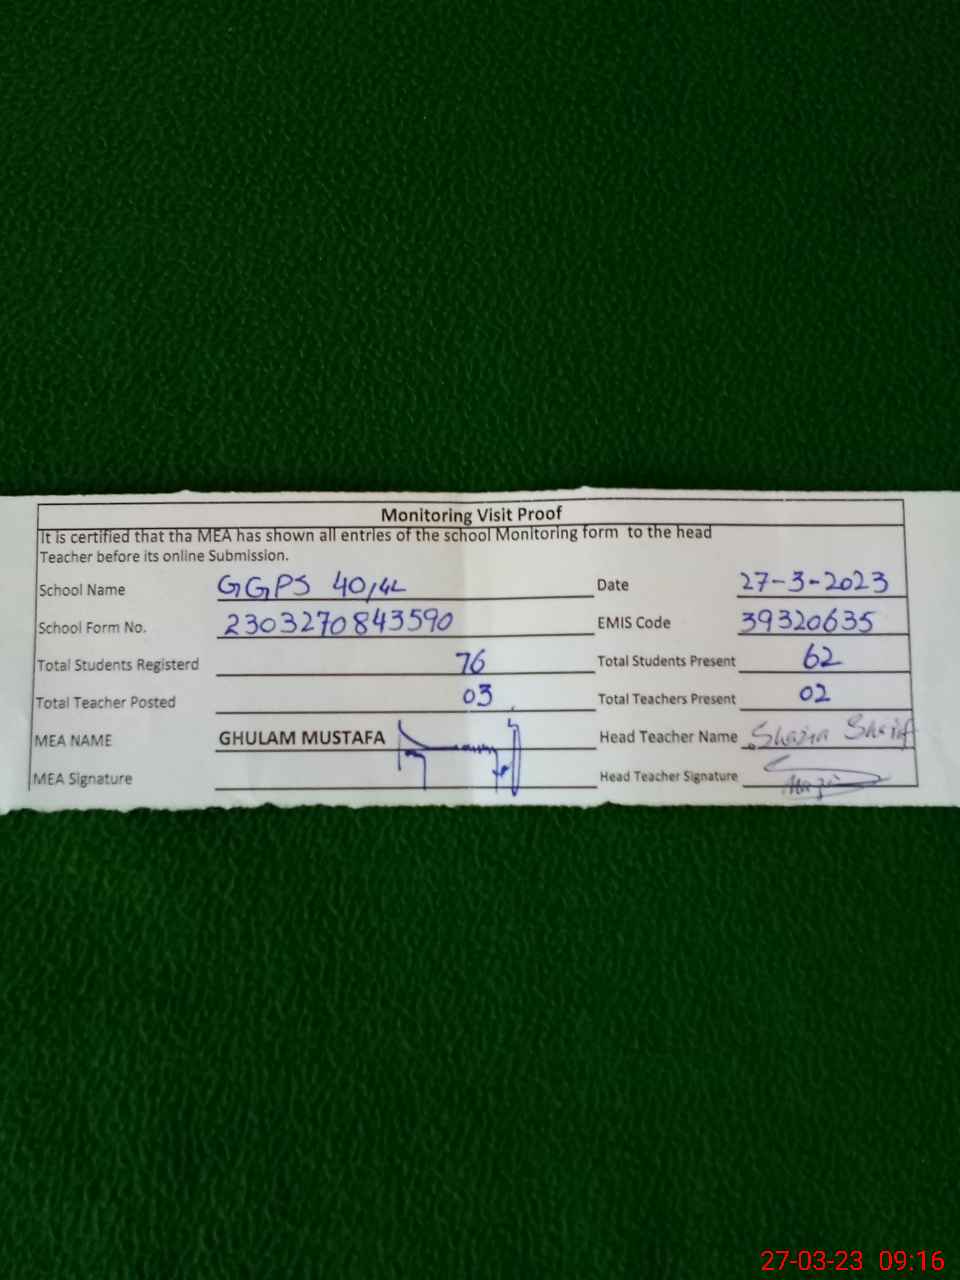 Monitoring Visit Proof
It is certified that tha MEA has shown all entries of the school Monitoring form to the head
Teacher before its online Submission.
School Name GGPS 40/4L Date 27-3-2023
School Form No. 2303270843590 EMIS Code 39320635
Total Students Registerd 76 Total Students Present 62
Total Teacher Posted 03 Total Teachers Present 02
MEA NAME GHULAM MUSTAFA Head Teacher Name
MEA Signature Head Teacher Signature
27-03-23 09:16